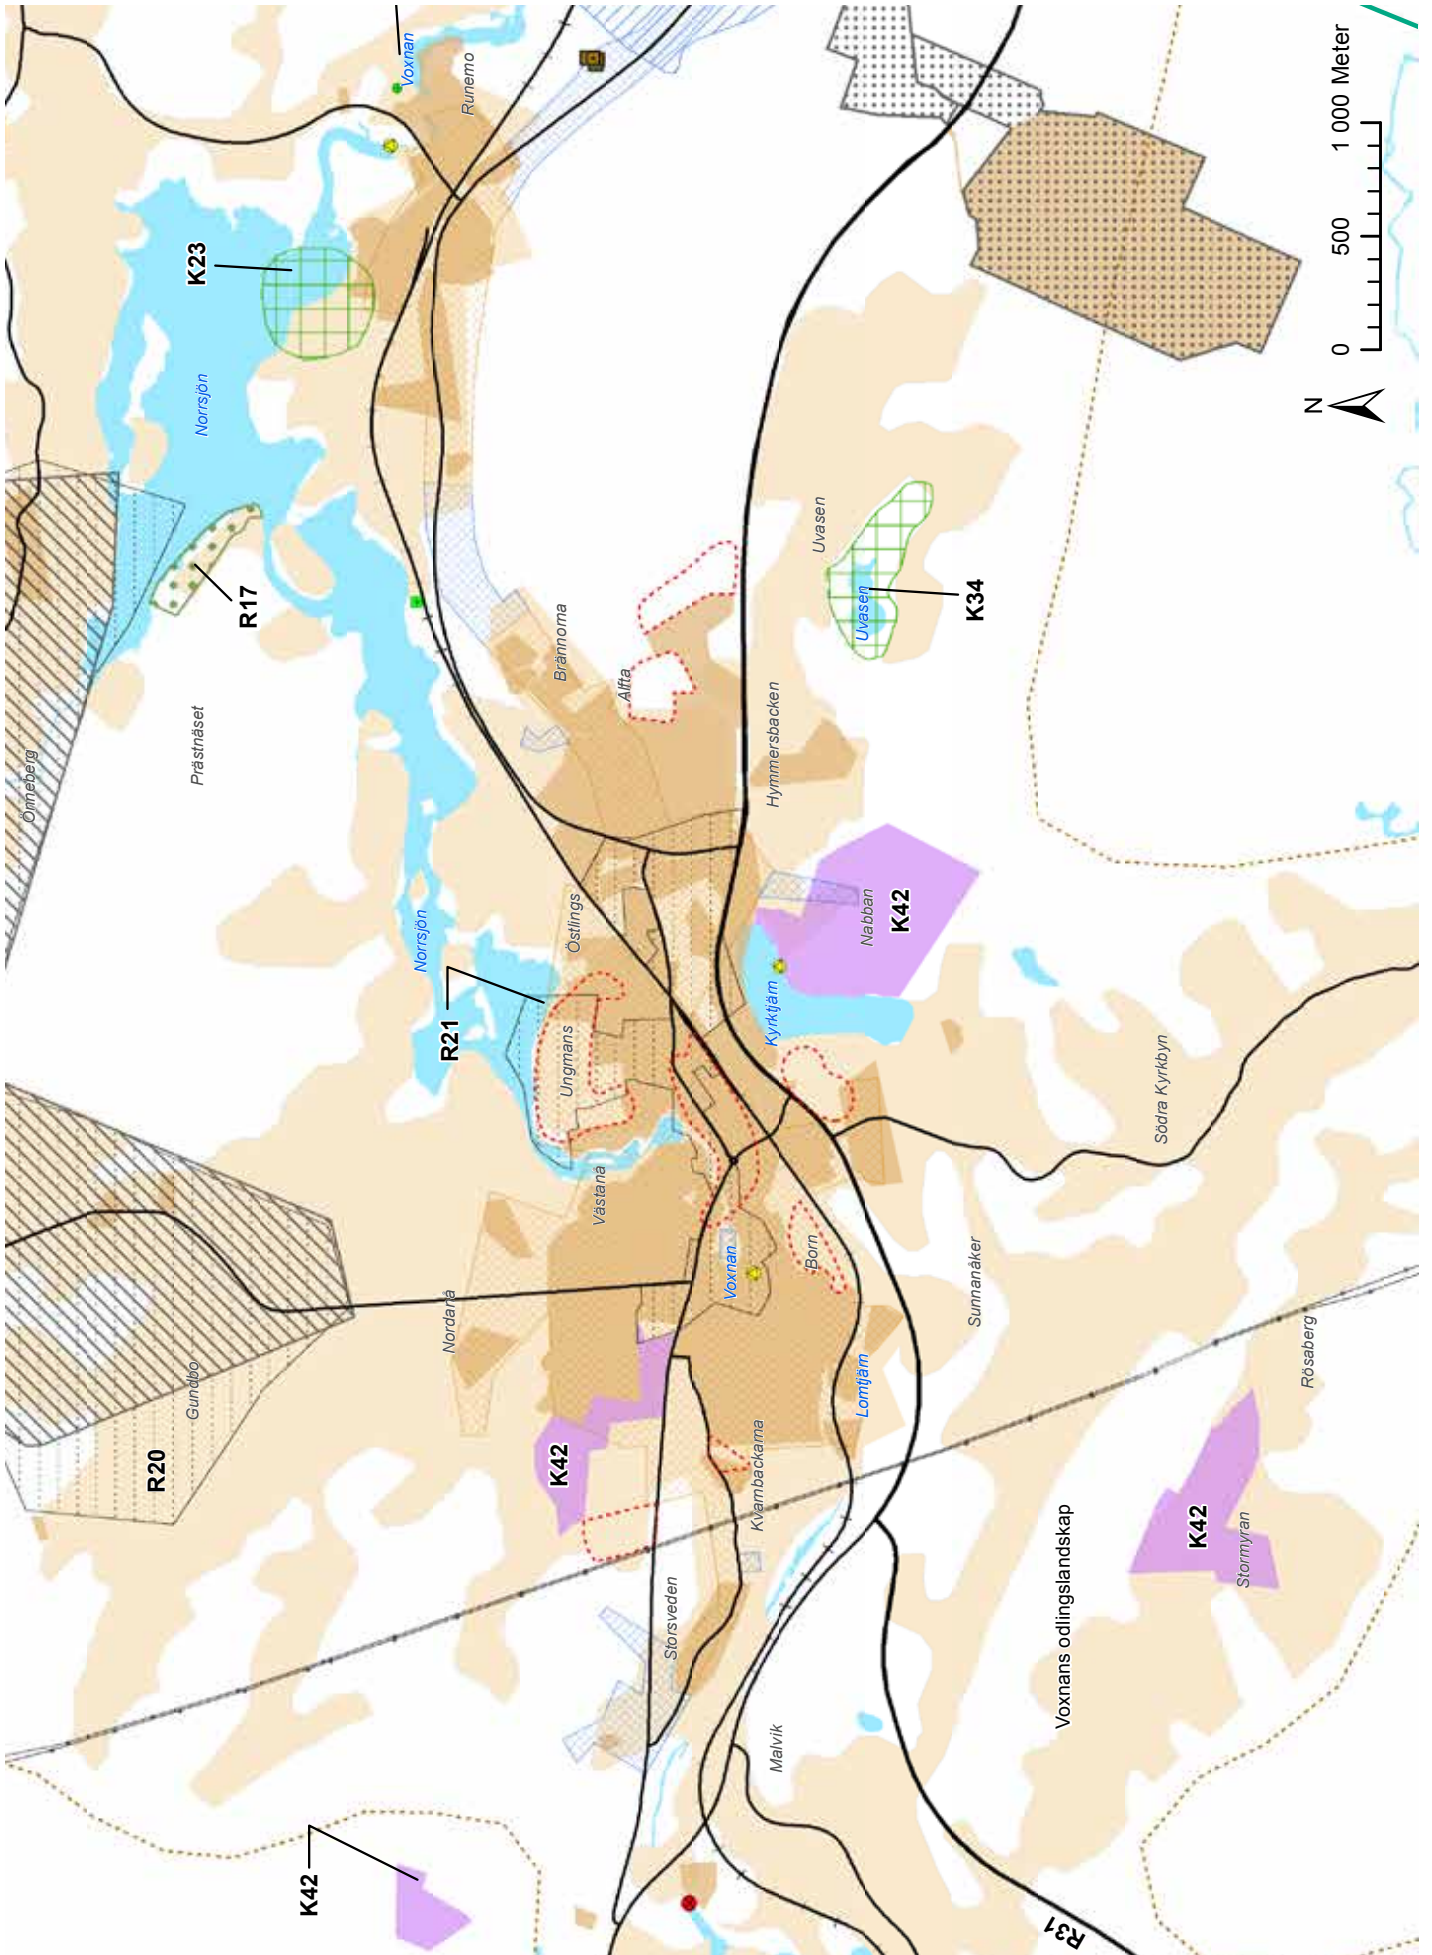 K42
R20
Gundbo
Nordanå
K42
Västanå
Storsveden
Kvarnbackarna
Malvik
Voxnan
Born
Lomtjärn
R31
Voxnans odlingslandskap
Sunnanåker
K42
Stormyran
Rösaberg
Södra Kyrkbyn
R21
Norrsjön
Ungmans
Östlings
Kyrktjärn
Nabban
K42
Hymmersbacken
Önneberg
Prästnäset
R17
Brännorna
Alfta
Uvasen
Uvasen
K34
Norrsjön
K23
Voxnan
Runemo
N
0 500 1 000 Meter